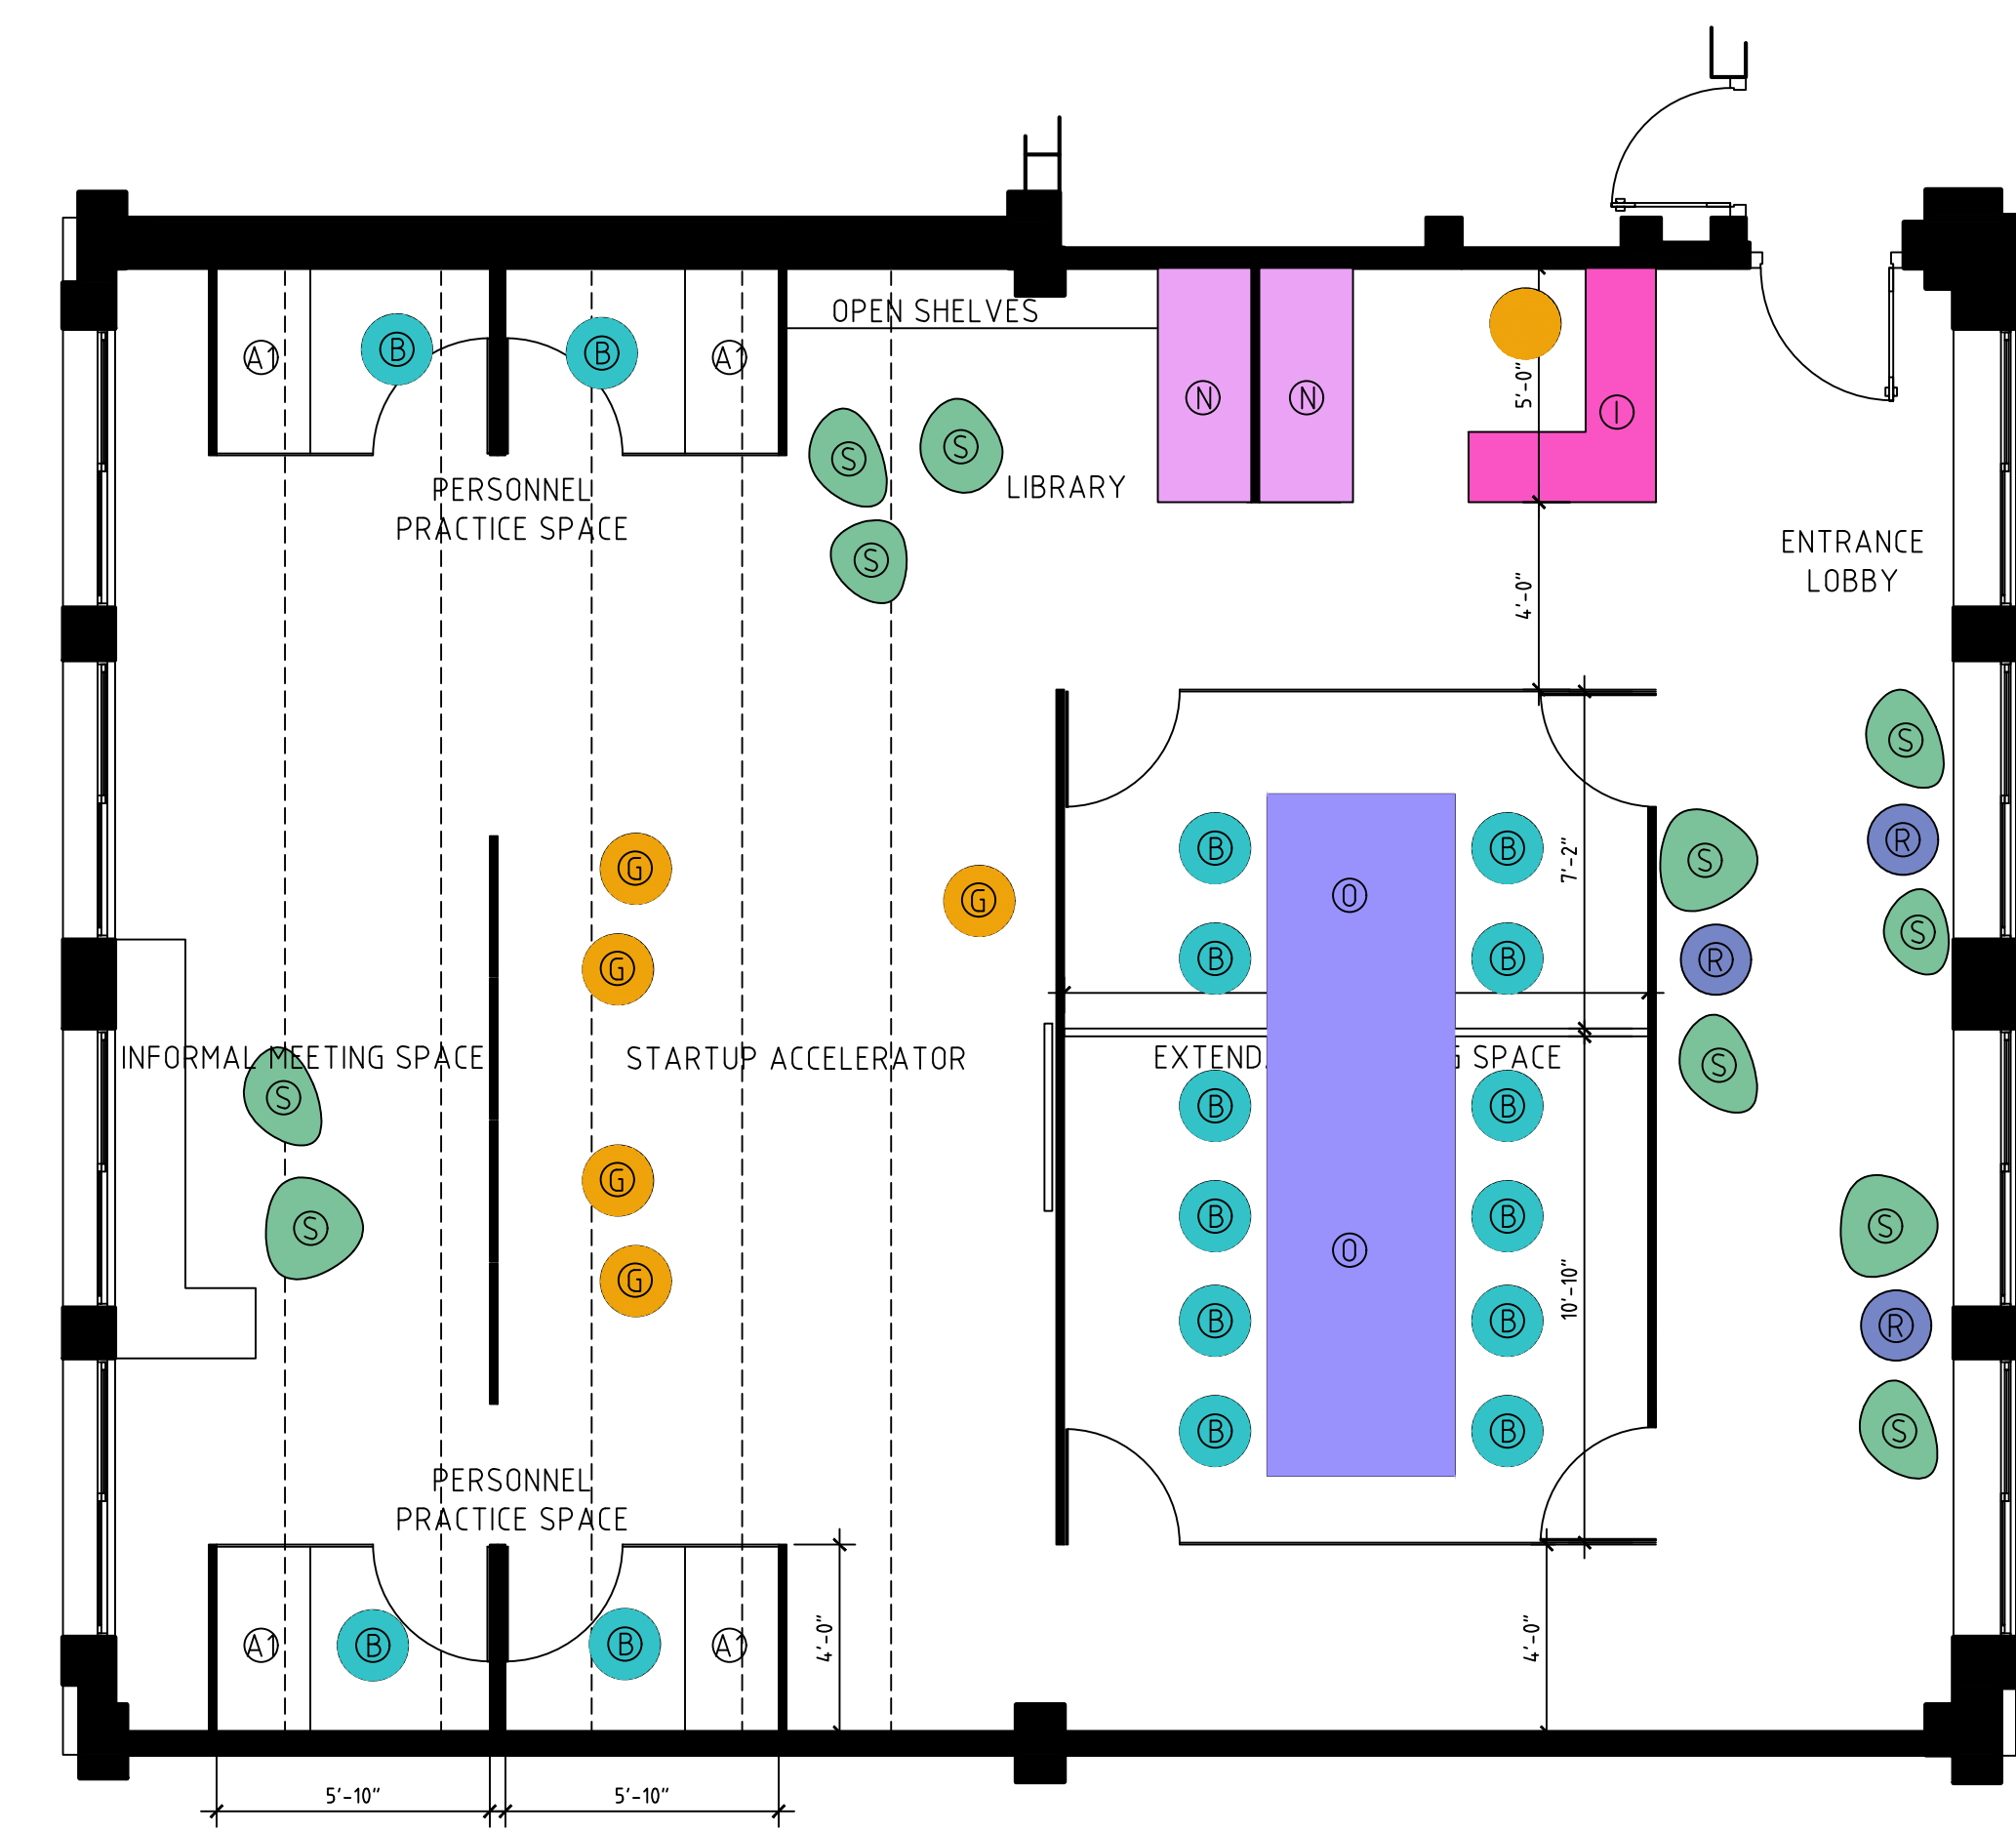 OPEN SHELVES
A1
B
B
A1
N
N
I
5'-0"
S
S
LIBRARY
PERSONNEL
PRACTICE SPACE
S
ENTRANCE
LOBBY
4'-0"
S
G
G
B
B
S
R
7'-2"
O
G
B
B
R
S
INFORMAL MEETING SPACE
STARTUP ACCELERATOR
EXTEND
G SPACE
S
S
B
B
S
G
B
B
S
O
G
B
B
R
10'-10"
B
B
S
PERSONNEL
PRACTICE SPACE
A1
B
B
A1
4'-0"
4'-0"
5'-10"
5'-10"